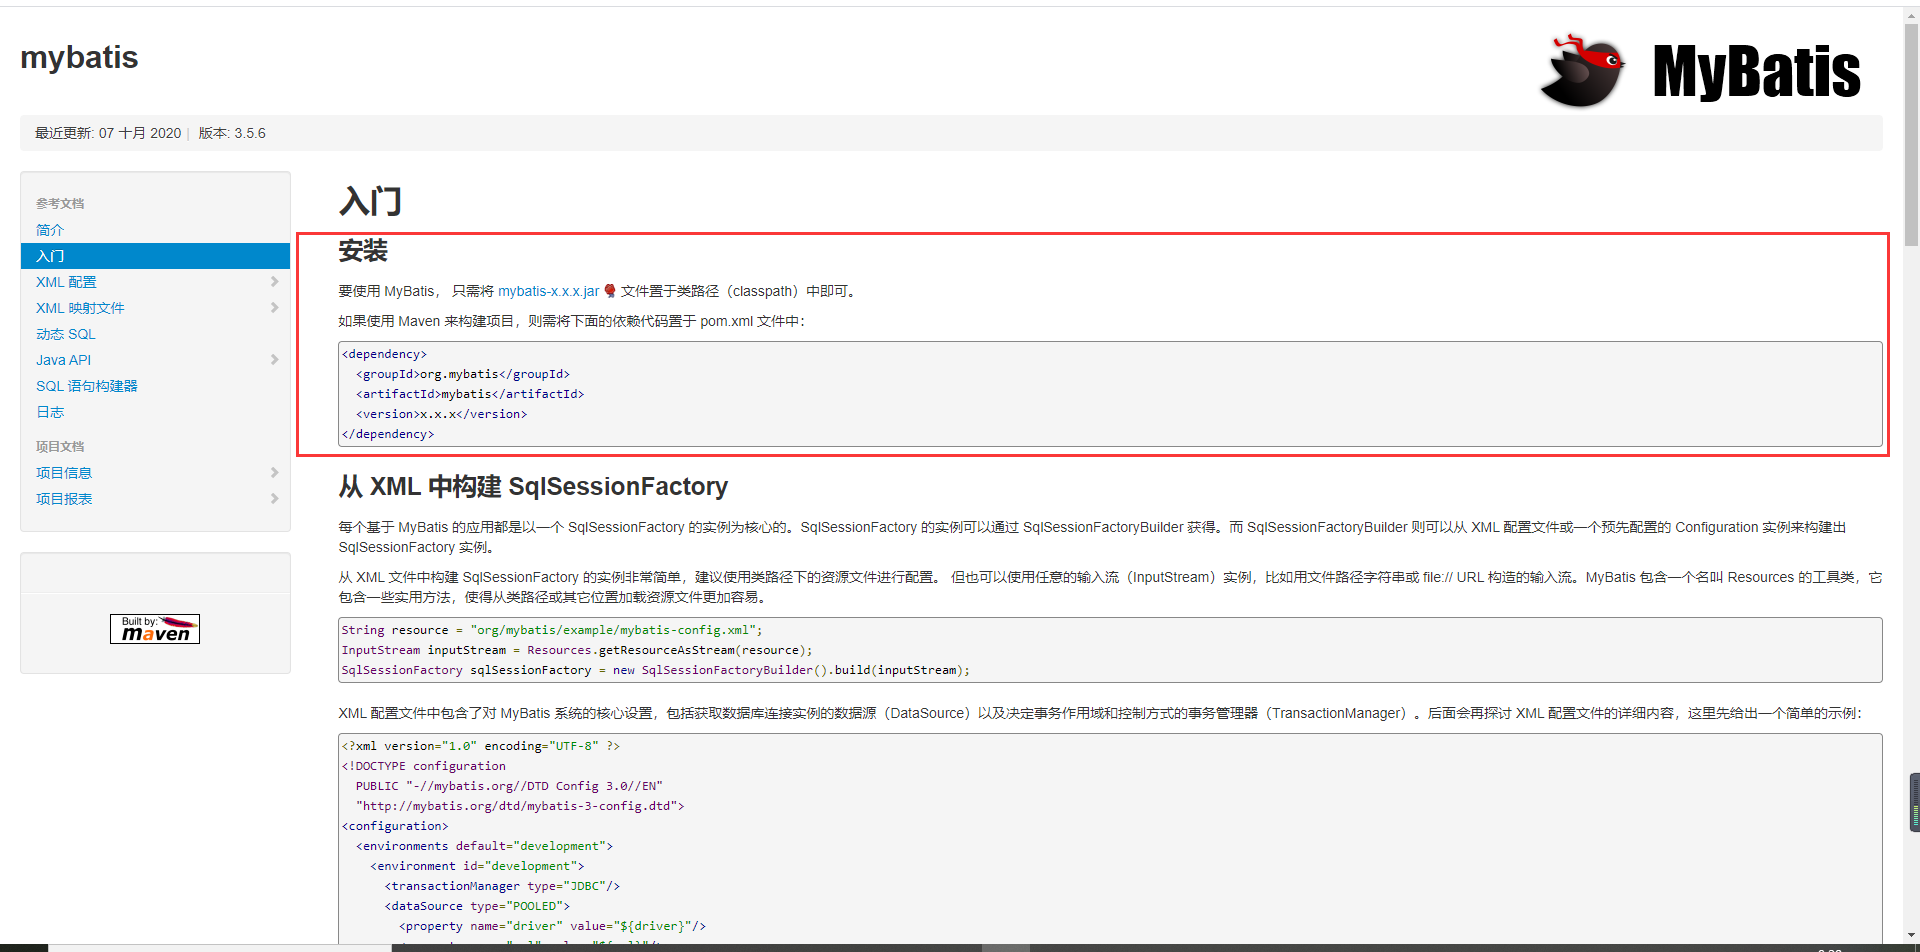 mybatis
MyBatis
最近更新: 07 十月 2020 | 版本: 3.5.6
参考文档
简介
入门
XML 配置
XML 映射文件
动态 SQL
Java API
SQL 语句构建器
日志
项目文档
项目信息
项目报表
Built by:
maven
入门
安装
要使用 MyBatis， 只需将 mybatis-x.x.x.jar 文件置于类路径（classpath）中即可。
如果使用 Maven 来构建项目，则需将下面的依赖代码置于 pom.xml 文件中：
<dependency>
  <groupId>org.mybatis</groupId>
  <artifactId>mybatis</artifactId>
  <version>x.x.x</version>
</dependency>
从 XML 中构建 SqlSessionFactory
每个基于 MyBatis 的应用都是以一个 SqlSessionFactory 的实例为核心的。SqlSessionFactory 的实例可以通过 SqlSessionFactoryBuilder 获得。而 SqlSessionFactoryBuilder 则可以从 XML 配置文件或一个预先配置的 Configuration 实例来构建出
SqlSessionFactory 实例。
从 XML 文件中构建 SqlSessionFactory 的实例非常简单，建议使用类路径下的资源文件进行配置。 但也可以使用任意的输入流（InputStream）实例，比如用文件路径字符串或 file:// URL 构造的输入流。MyBatis 包含一个名叫 Resources 的工具类，它
包含一些实用方法，使得从类路径或其它位置加载资源文件更加容易。
String resource = "org/mybatis/example/mybatis-config.xml";
InputStream inputStream = Resources.getResourceAsStream(resource);
SqlSessionFactory sqlSessionFactory = new SqlSessionFactoryBuilder().build(inputStream);
XML 配置文件中包含了对 MyBatis 系统的核心设置，包括获取数据库连接实例的数据源（DataSource）以及决定事务作用域和控制方式的事务管理器（TransactionManager）。后面会再探讨 XML 配置文件的详细内容，这里先给出一个简单的示例：
<?xml version="1.0" encoding="UTF-8" ?>
<!DOCTYPE configuration
  PUBLIC "-//mybatis.org//DTD Config 3.0//EN"
  "http://mybatis.org/dtd/mybatis-3-config.dtd">
<configuration>
  <environments default="development">
    <environment id="development">
      <transactionManager type="JDBC"/>
      <dataSource type="POOLED">
        <property name="driver" value="${driver}"/>